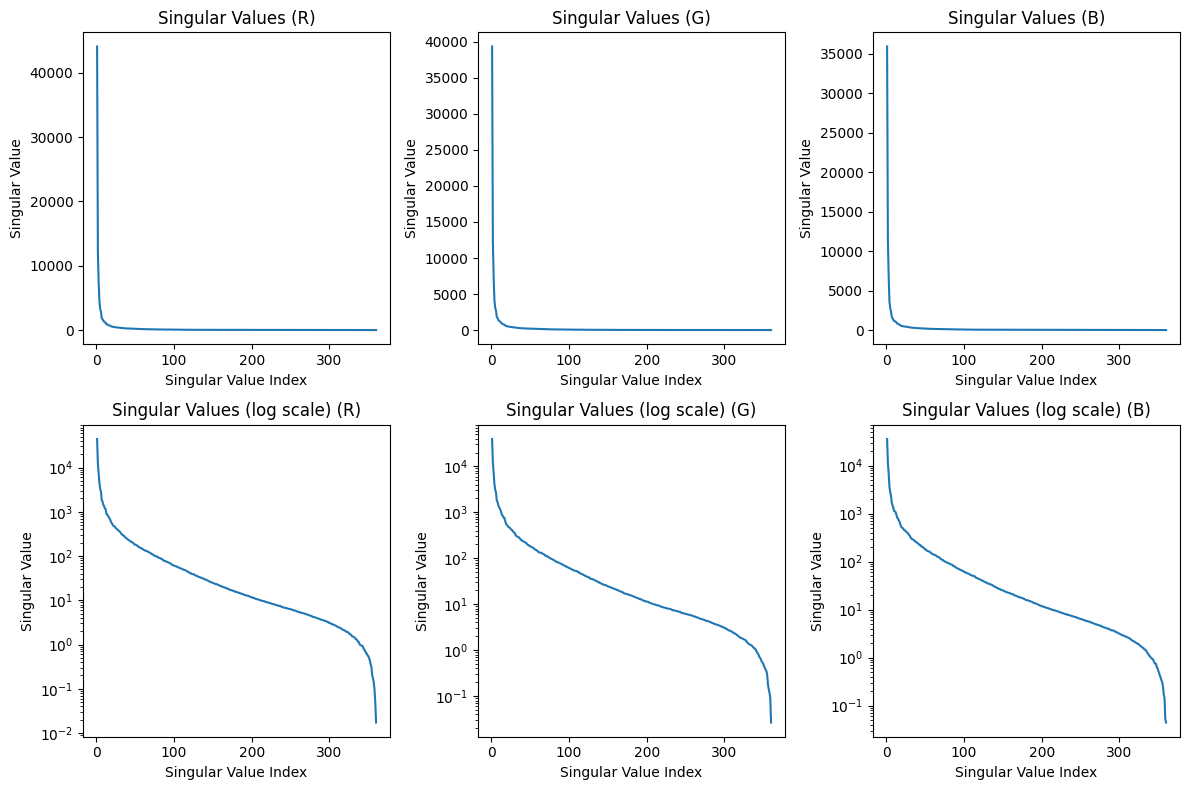 Singular Values (R)
40000
30000
20000
10000
0
0 100 200 300
Singular Value
Singular Value Index
Singular Values (G)
40000
35000
30000
25000
20000
15000
10000
5000
0
0 100 200 300
Singular Value
Singular Value Index
Singular Values (B)
35000
30000
25000
20000
15000
10000
5000
0
0 100 200 300
Singular Value
Singular Value Index
Singular Values (log scale) (R)
10⁴
10³
10²
10¹
10⁰
10⁻¹
10⁻²
0 100 200 300
Singular Value
Singular Value Index
Singular Values (log scale) (G)
10⁴
10³
10²
10¹
10⁰
10⁻¹
0 100 200 300
Singular Value
Singular Value Index
Singular Values (log scale) (B)
10⁴
10³
10²
10¹
10⁰
10⁻¹
0 100 200 300
Singular Value
Singular Value Index